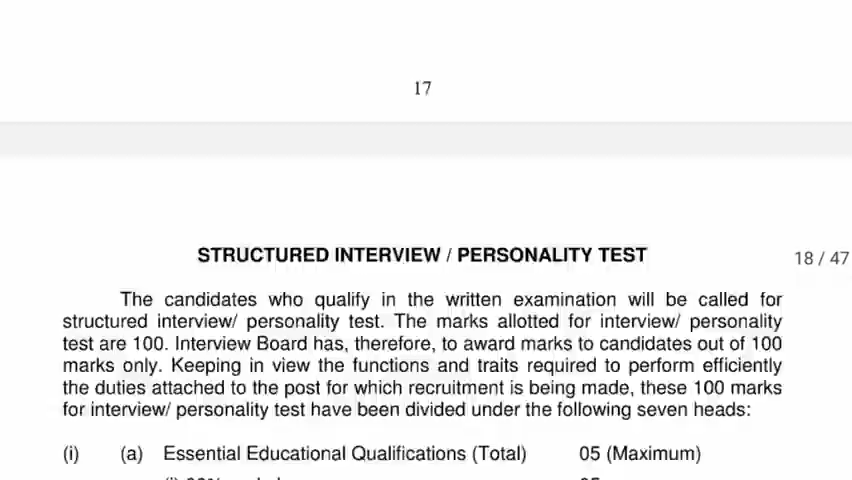 17
STRUCTURED INTERVIEW / PERSONALITY TEST
18 / 47
The candidates who qualify in the written examination will be called for
structured interview/ personality test. The marks allotted for interview/ personality
test are 100. Interview Board has, therefore, to award marks to candidates out of 100
marks only. Keeping in view the functions and traits required to perform efficiently
the duties attached to the post for which recruitment is being made, these 100 marks
for interview/ personality test have been divided under the following seven heads:
(i) (a) Essential Educational Qualifications (Total) 05 (Maximum)